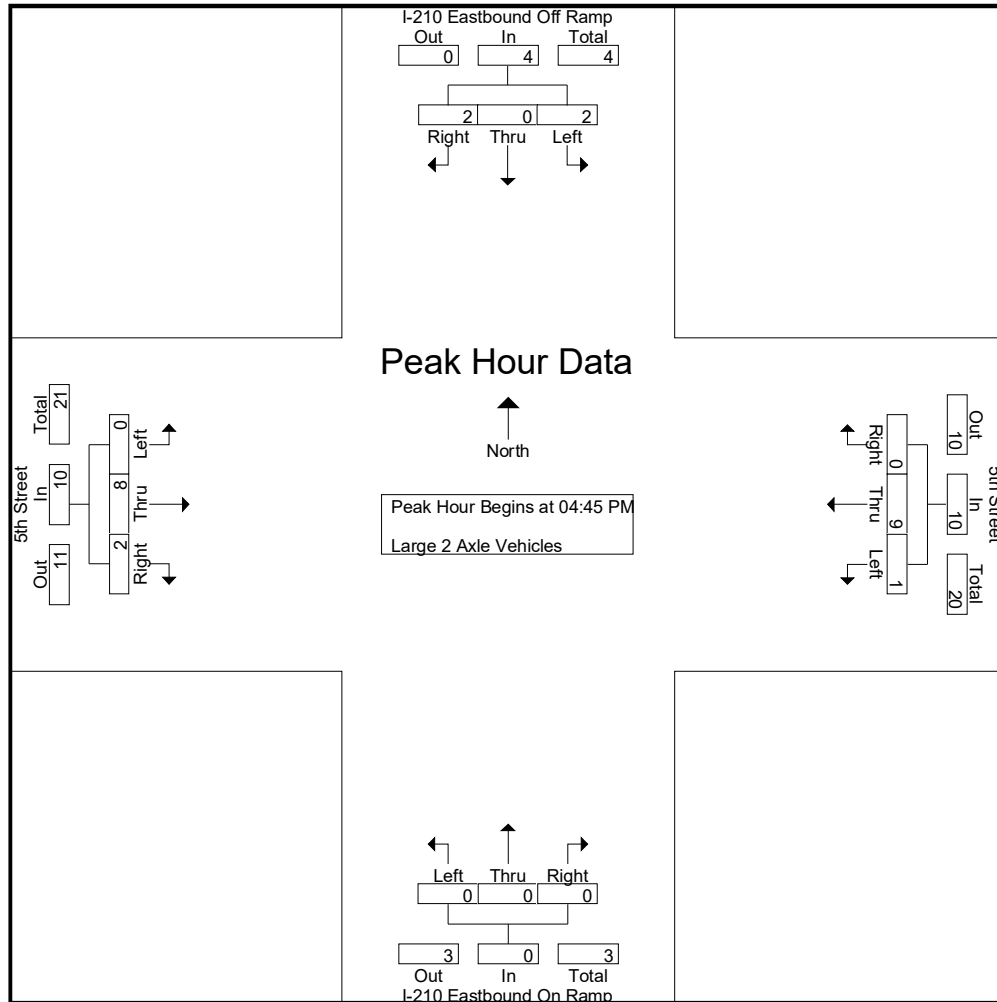 I-210 Eastbound Off Ramp
Out In Total
0 4 4
2 0 2
Right Thru Left
Peak Hour Data
North
Peak Hour Begins at 04:45 PM
Large 2 Axle Vehicles
5th Street
Total In Out
21 10 11
Left Thru Right
0 8 2
Right Thru Left
0 9 1
Out In Total
10 10 20
5th Street
Left Thru Right
0 0 0
3 0 3
Out In Total
I-210 Eastbound On Ramp